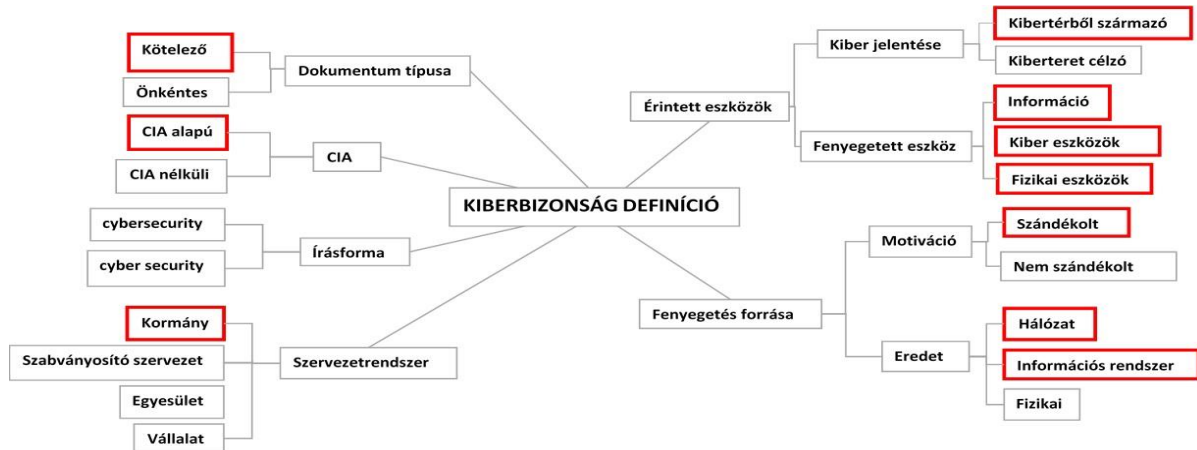 Kötelező
Önkéntes
Dokumentum típusa
CIA alapú
CIA nélküli
CIA
cybersecurity
cyber security
Írásforma
Kormány
Szabványosító szervezet
Egyesület
Vállalat
Szervezetrendszer
KIBERBIZONSÁG DEFINÍCIÓ
Érintett eszközök
Kiber jelentése
Kibertérből származó
Kiberteret célzó
Fenyegetett eszköz
Információ
Kiber eszközök
Fizikai eszközök
Fenyegetés forrása
Motiváció
Szándékolt
Nem szándékolt
Eredet
Hálózat
Információs rendszer
Fizikai